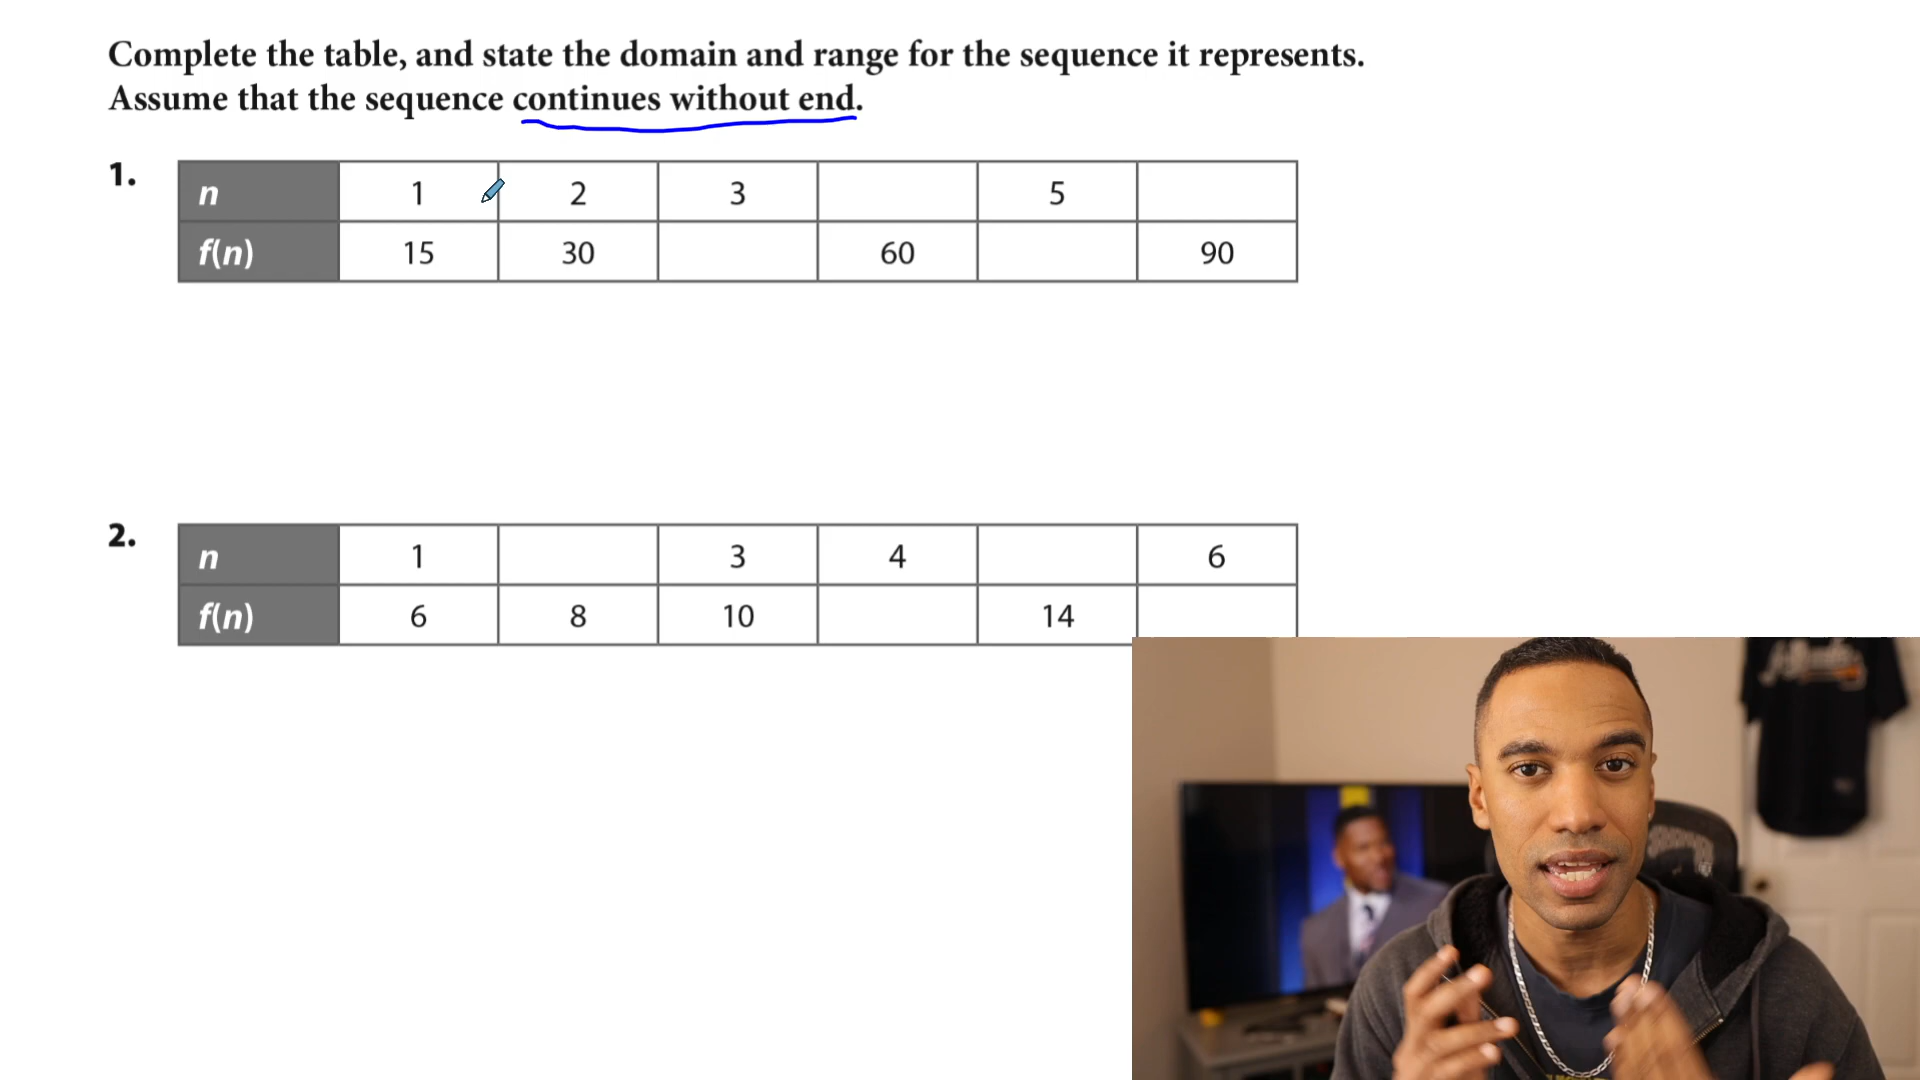 Complete the table, and state the domain and range for the sequence it represents.
Assume that the sequence continues without end.
1.
n 1 2 3 5
f(n) 15 30 60 90
2.
n 1 3 4 6
f(n) 6 8 10 14